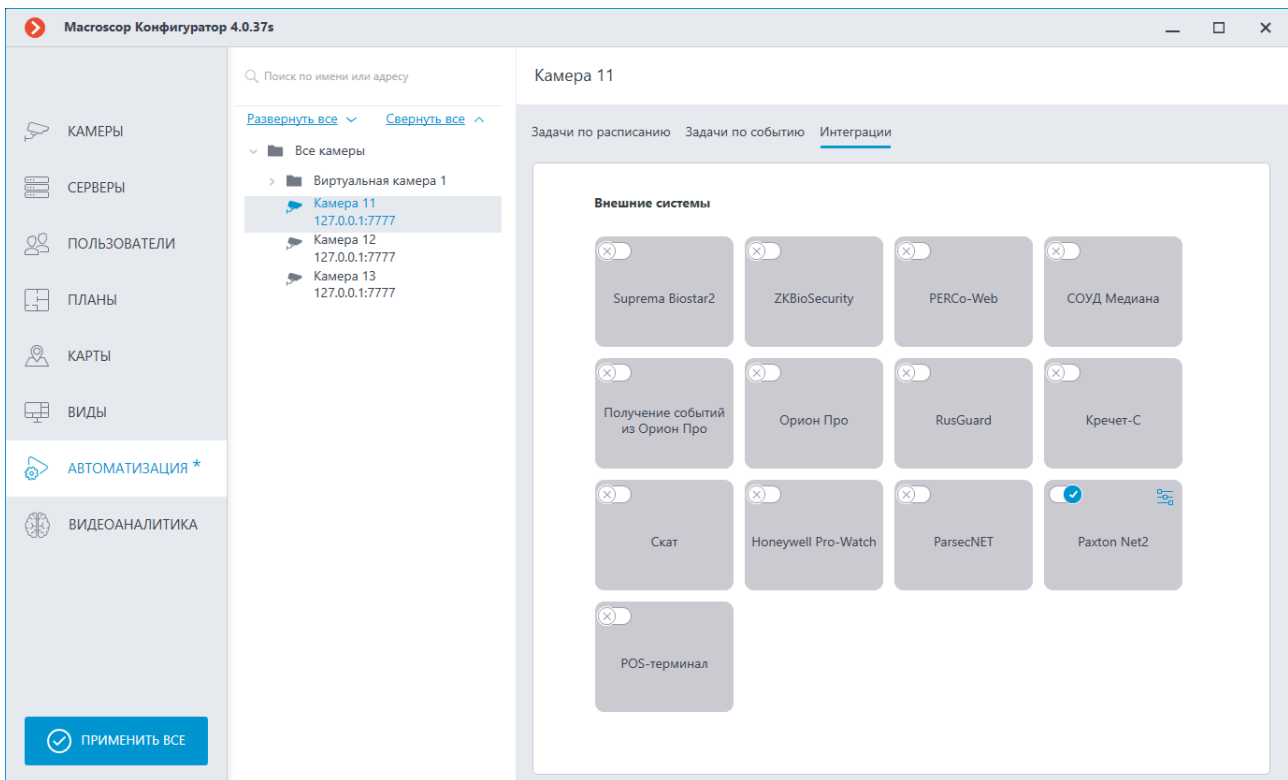 Macroscop Конфигуратор 4.0.37s
КАМЕРЫ
СЕРВЕРЫ
ПОЛЬЗОВАТЕЛИ
ПЛАНЫ
КАРТЫ
ВИДЫ
АВТОМАТИЗАЦИЯ *
ВИДЕОАНАЛИТИКА
ПРИМЕНИТЬ ВСЕ
Поиск по имени или адресу
Развернуть все Свернуть все
Все камеры
Виртуальная камера 1
Камера 11
127.0.0.1:7777
Камера 12
127.0.0.1:7777
Камера 13
127.0.0.1:7777
Камера 11
Задачи по расписанию Задачи по событию Интеграции
Внешние системы
Suprema Biostar2
ZKBioSecurity
PERCo-Web
СОУД Медиана
Получение событий
из Орион Про
Орион Про
RusGuard
Кречет-С
Скат
Honeywell Pro-Watch
ParsecNET
Paxton Net2
POS-терминал